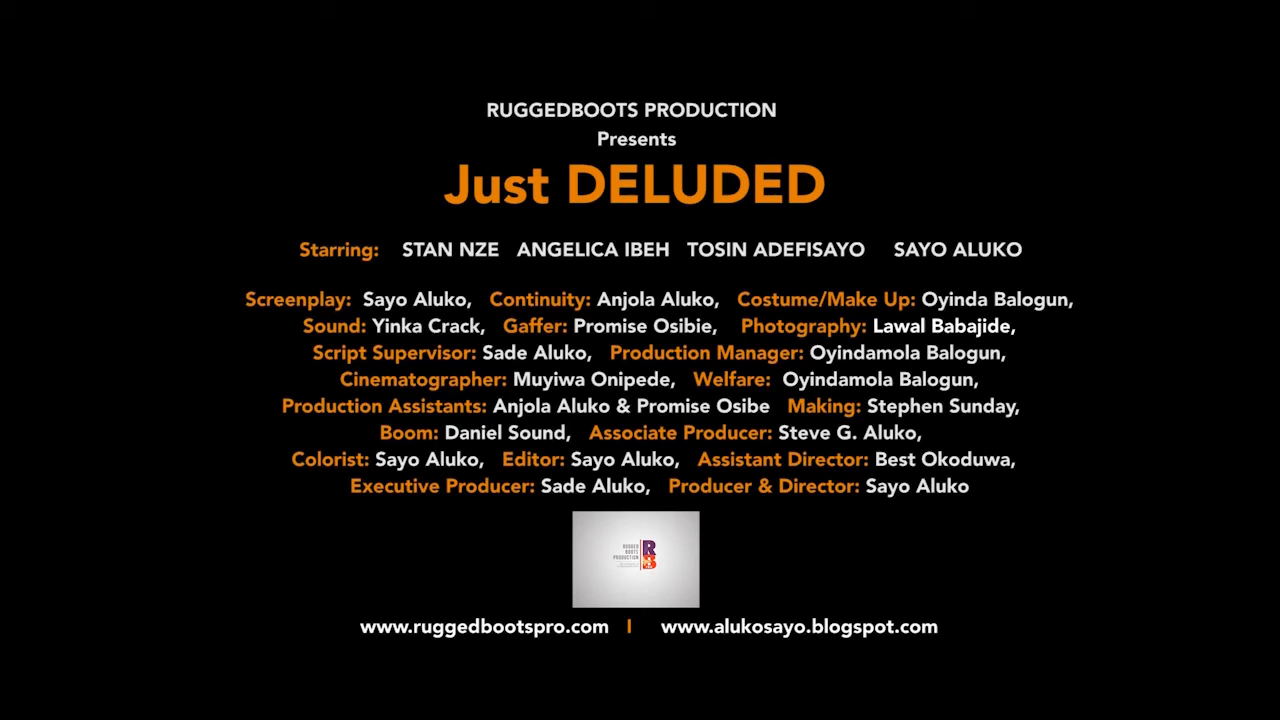 RUGGEDBOOTS PRODUCTION
Presents
Just DELUDED
Starring: STAN NZE ANGELICA IBEH TOSIN ADEFISAYO SAYO ALUKO
Screenplay: Sayo Aluko, Continuity: Anjola Aluko, Costume/Make Up: Oyinda Balogun,
Sound: Yinka Crack, Gaffer: Promise Osibie, Photography: Lawal Babajide,
Script Supervisor: Sade Aluko, Production Manager: Oyindamola Balogun,
Cinematographer: Muyiwa Onipede, Welfare: Oyindamola Balogun,
Production Assistants: Anjola Aluko & Promise Osibe Making: Stephen Sunday,
Boom: Daniel Sound, Associate Producer: Steve G. Aluko,
Colorist: Sayo Aluko, Editor: Sayo Aluko, Assistant Director: Best Okoduwa,
Executive Producer: Sade Aluko, Producer & Director: Sayo Aluko
RUGGED
BOOTS
PRODUCTION
RB
www.ruggedbootspro.com I www.alukosayo.blogspot.com